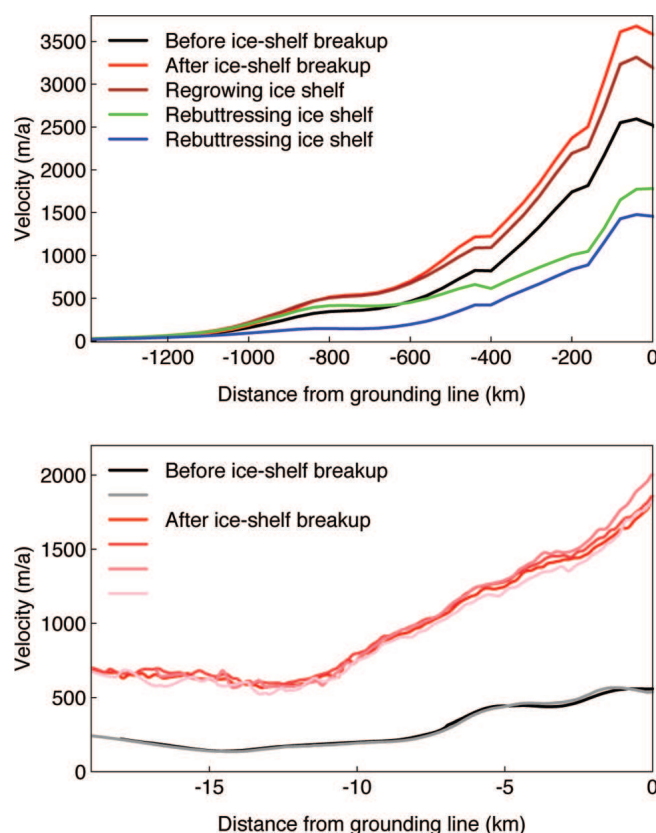 3500
3000
2500
2000
1500
1000
500
0
Velocity (m/a)
Before ice-shelf breakup
After ice-shelf breakup
Regrowing ice shelf
Rebuttressing ice shelf
Rebuttressing ice shelf
-1200 -1000 -800 -600 -400 -200 0
Distance from grounding line (km)
2000
1500
1000
500
0
Velocity (m/a)
Before ice-shelf breakup
After ice-shelf breakup
-15 -10 -5 0
Distance from grounding line (km)